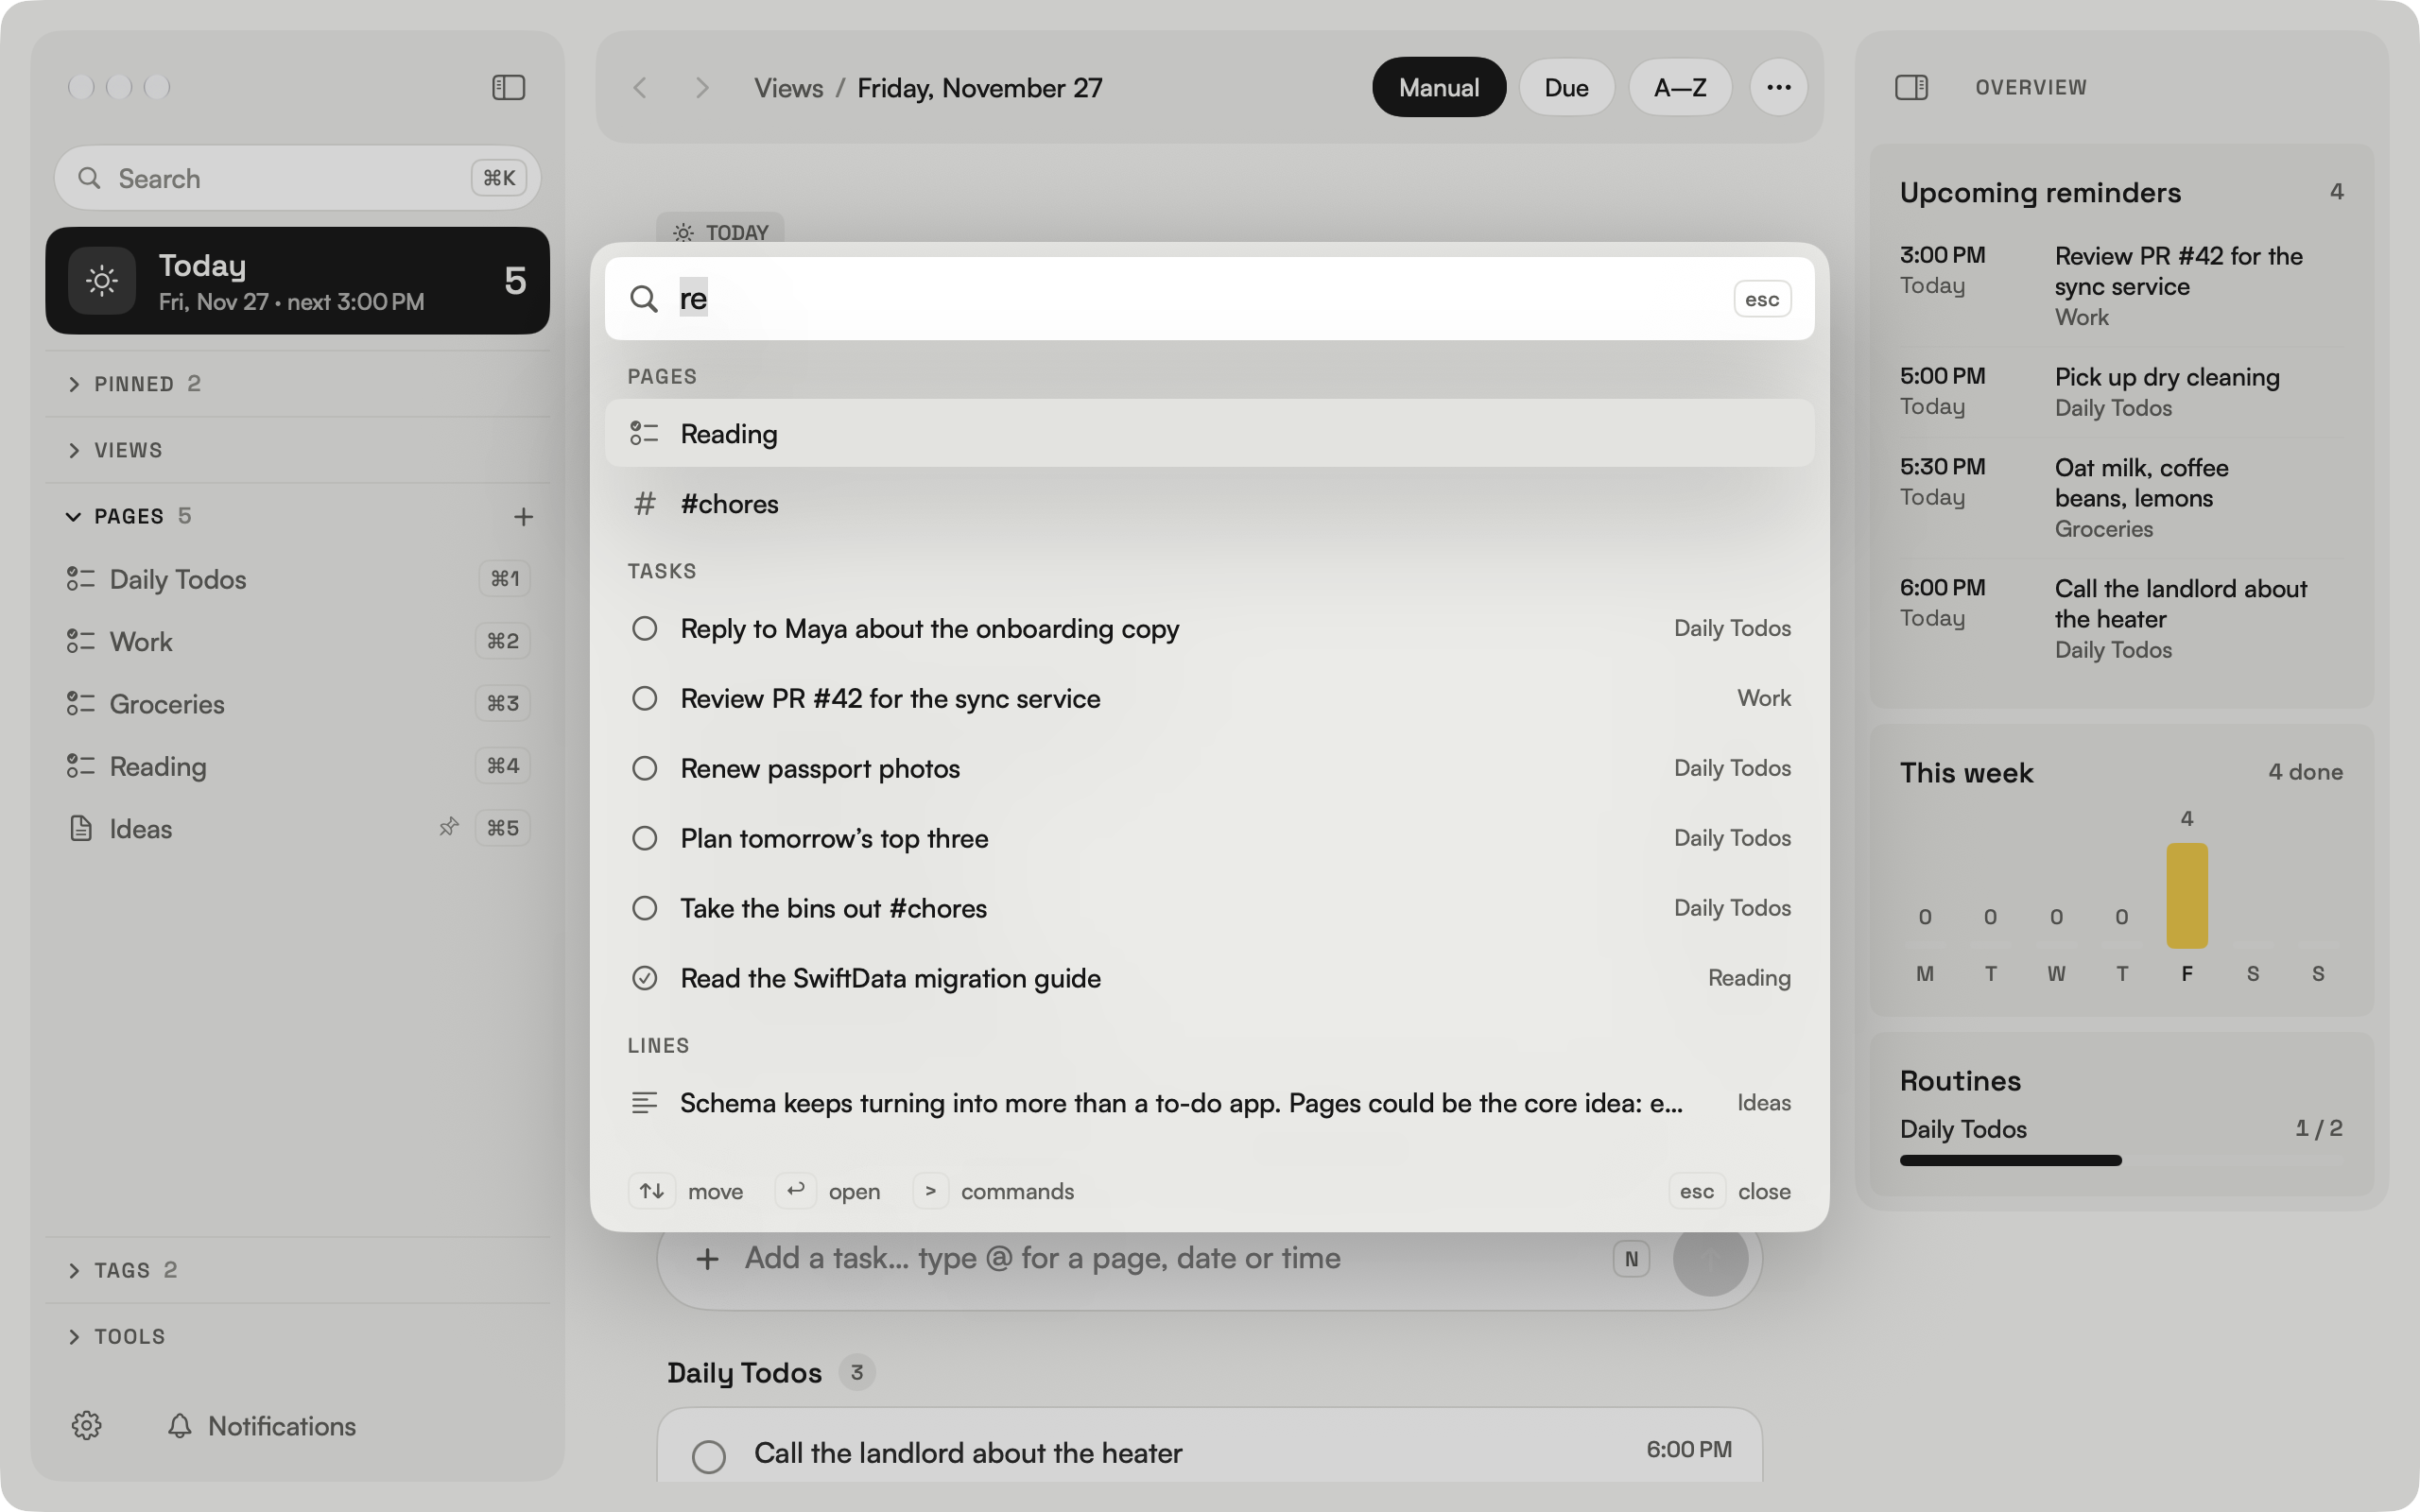 Search ⌘K
Today
Fri, Nov 27 • next 3:00 PM
5
PINNED 2
VIEWS
PAGES 5
Daily Todos ⌘1
Work ⌘2
Groceries ⌘3
Reading ⌘4
Ideas ⌘5
TAGS 2
TOOLS
Notifications
Views / Friday, November 27
Manual Due A—Z
TODAY
re esc
PAGES
Reading
# #chores
TASKS
Reply to Maya about the onboarding copy Daily Todos
Review PR #42 for the sync service Work
Renew passport photos Daily Todos
Plan tomorrow’s top three Daily Todos
Take the bins out #chores Daily Todos
Read the SwiftData migration guide Reading
LINES
Schema keeps turning into more than a to-do app. Pages could be the core idea: e... Ideas
↑↓ move ↩ open > commands esc close
+ Add a task... type @ for a page, date or time N
Daily Todos 3
Call the landlord about the heater 6:00 PM
OVERVIEW
Upcoming reminders 4
3:00 PM
Today
Review PR #42 for the
sync service
Work
5:00 PM
Today
Pick up dry cleaning
Daily Todos
5:30 PM
Today
Oat milk, coffee
beans, lemons
Groceries
6:00 PM
Today
Call the landlord about
the heater
Daily Todos
This week 4 done
4
0 0 0 0
M T W T F S S
Routines
Daily Todos 1 / 2